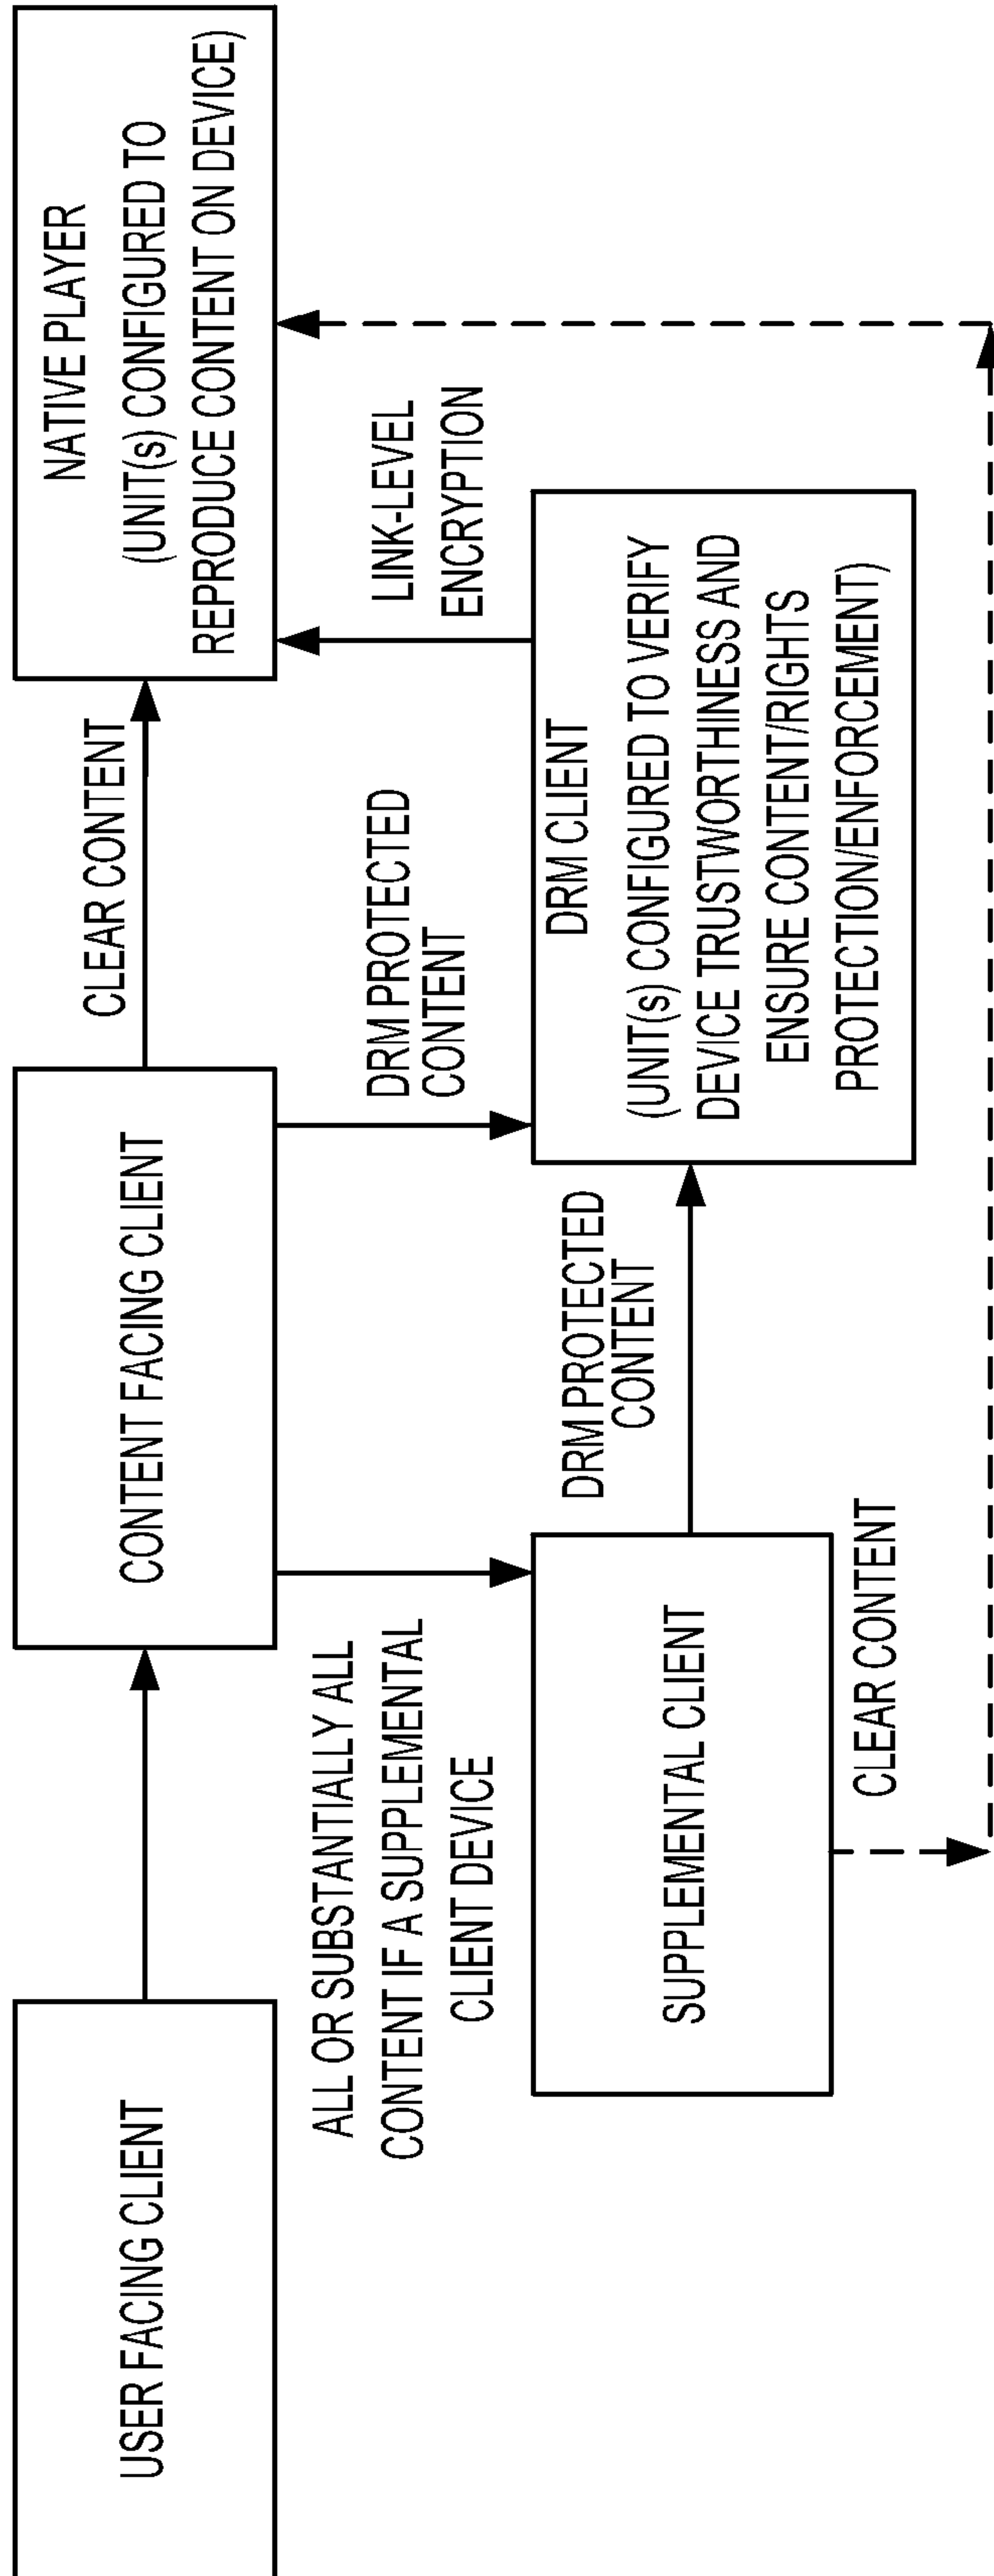 USER FACING CLIENT
CONTENT FACING CLIENT
CLEAR CONTENT
NATIVE PLAYER
(UNIT(s) CONFIGURED TO
REPRODUCE CONTENT ON DEVICE)
ALL OR SUBSTANTIALLY ALL
CONTENT IF A SUPPLEMENTAL
CLIENT DEVICE
DRM PROTECTED
CONTENT
LINK-LEVEL
ENCRYPTION
SUPPLEMENTAL CLIENT
DRM PROTECTED
CONTENT
DRM CLIENT
(UNIT(s) CONFIGURED TO VERIFY
DEVICE TRUSTWORTHINESS AND
ENSURE CONTENT/RIGHTS
PROTECTION/ENFORCEMENT)
CLEAR CONTENT